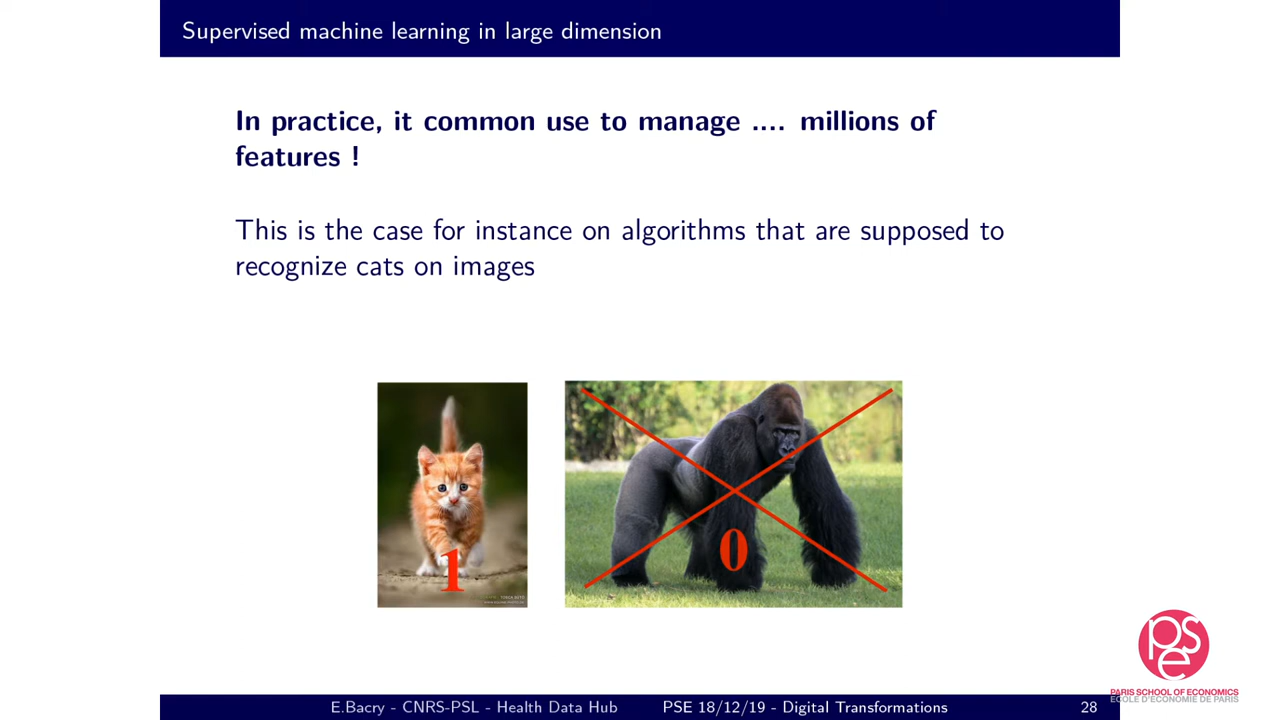 Supervised machine learning in large dimension
In practice, it common use to manage .... millions of
features !
This is the case for instance on algorithms that are supposed to
recognize cats on images
1
0
pse
PARIS SCHOOL OF ECONOMICS
ECOLE D'ECONOMIE DE PARIS
E.Bacry - CNRS-PSL - Health Data Hub PSE 18/12/19 - Digital Transformations 28